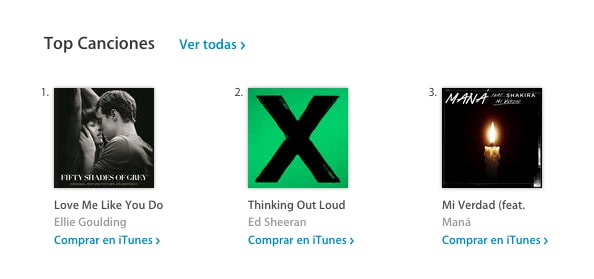 Top Canciones
Ver todas >
1.
FIFTY SHADES OF GREY
ORIGINAL MOTION PICTURE SOUNDTRACK
Love Me Like You Do
Ellie Goulding
Comprar en iTunes >
2.
X
Thinking Out Loud
Ed Sheeran
Comprar en iTunes >
3.
MANÁ FEAT. SHAKIRA
MI VERDAD
Mi Verdad (feat.
Maná
Comprar en iTunes >